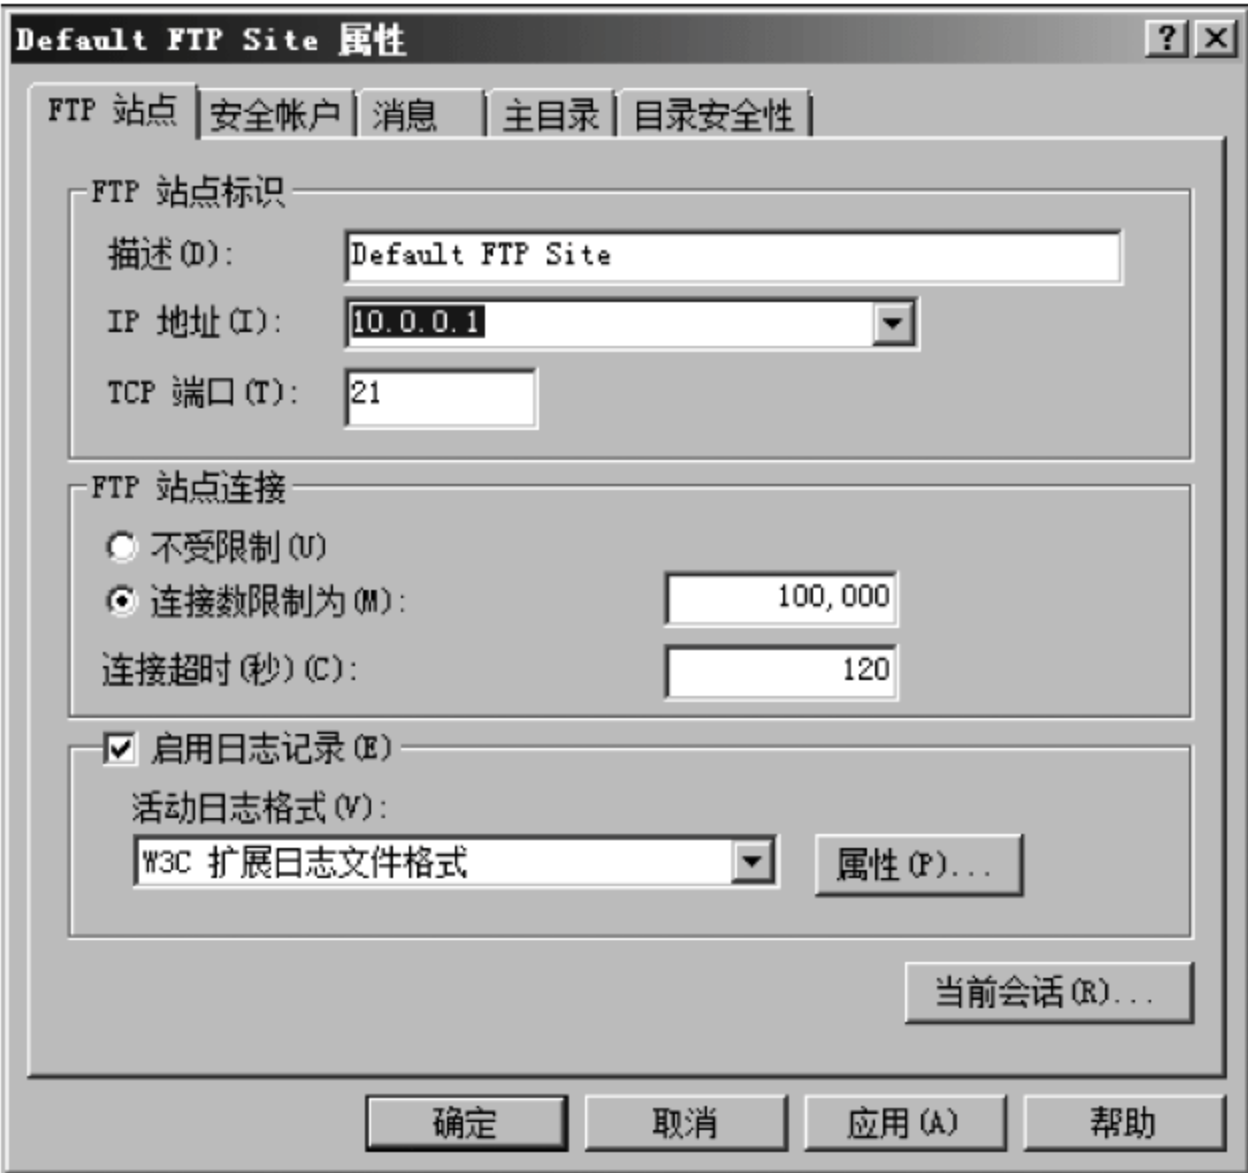 Default FTP Site 属性
FTP 站点 安全帐户 消息 主目录 目录安全性
FTP 站点标识
描述(D): Default FTP Site
IP 地址(I): 10.0.0.1
TCP 端口(T): 21
FTP 站点连接
不受限制(U)
连接数限制为(M): 100,000
连接超时(秒)(C): 120
启用日志记录(E)
活动日志格式(V):
W3C 扩展日志文件格式 属性(P)...
当前会话(R)...
确定 取消 应用(A) 帮助